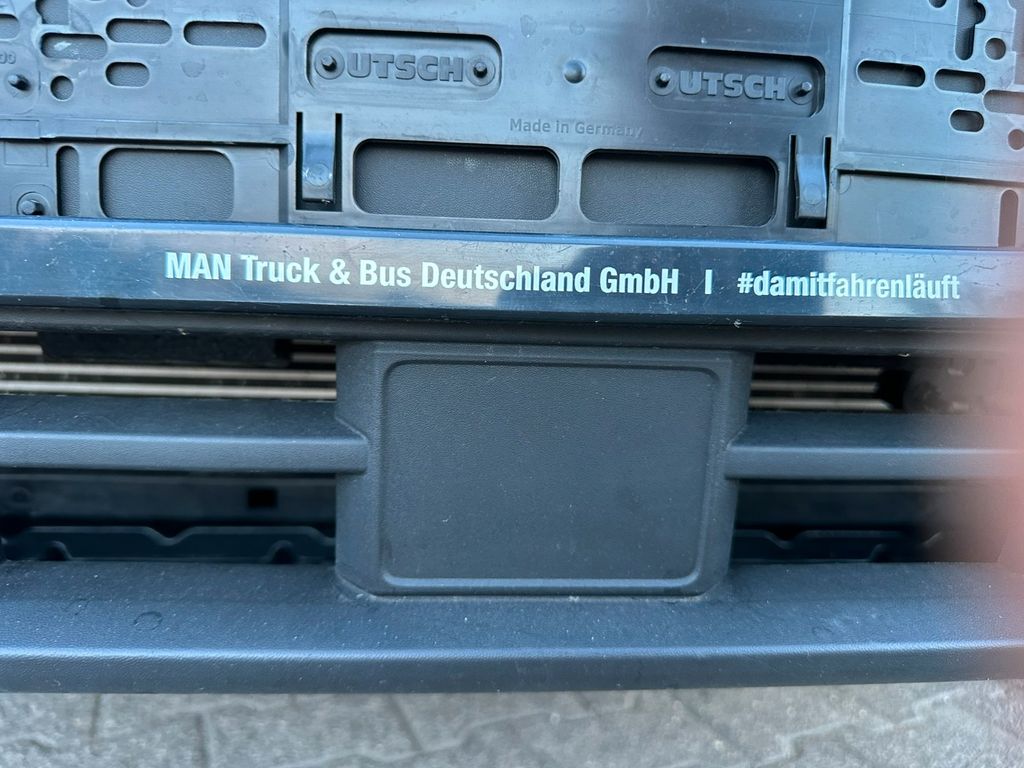 UTSCH UTSCH
Made in Germany
MAN Truck & Bus Deutschland GmbH | #damitfahrenläuft